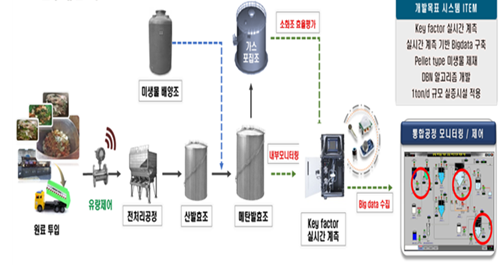 개발목표 시스템 ITEM
Key factor 실시간 계측
실시간 계측 기반 Bigdata 구축
Pellet type 미생물 제재
DBN 알고리즘 개발
1ton/d 규모 실증시설 적용
소화조 효율평가
가스
포집조
미생물 배양조
통합공정 모니터링 / 제어
내부모니터링
유량제어
원료 투입
전처리공정
산발효조
메탄발효조
Key factor
실시간 계측
Big data 수집